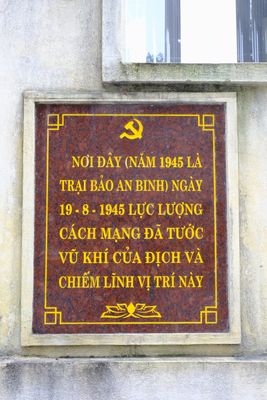 NƠI ĐÂY (NĂM 1945 LÀ
TRẠI BẢO AN BINH) NGÀY
19 - 8 - 1945 LỰC LƯỢNG
CÁCH MẠNG ĐÃ TƯỚC
VŨ KHÍ CỦA ĐỊCH VÀ
CHIẾM LĨNH VỊ TRÍ NÀY